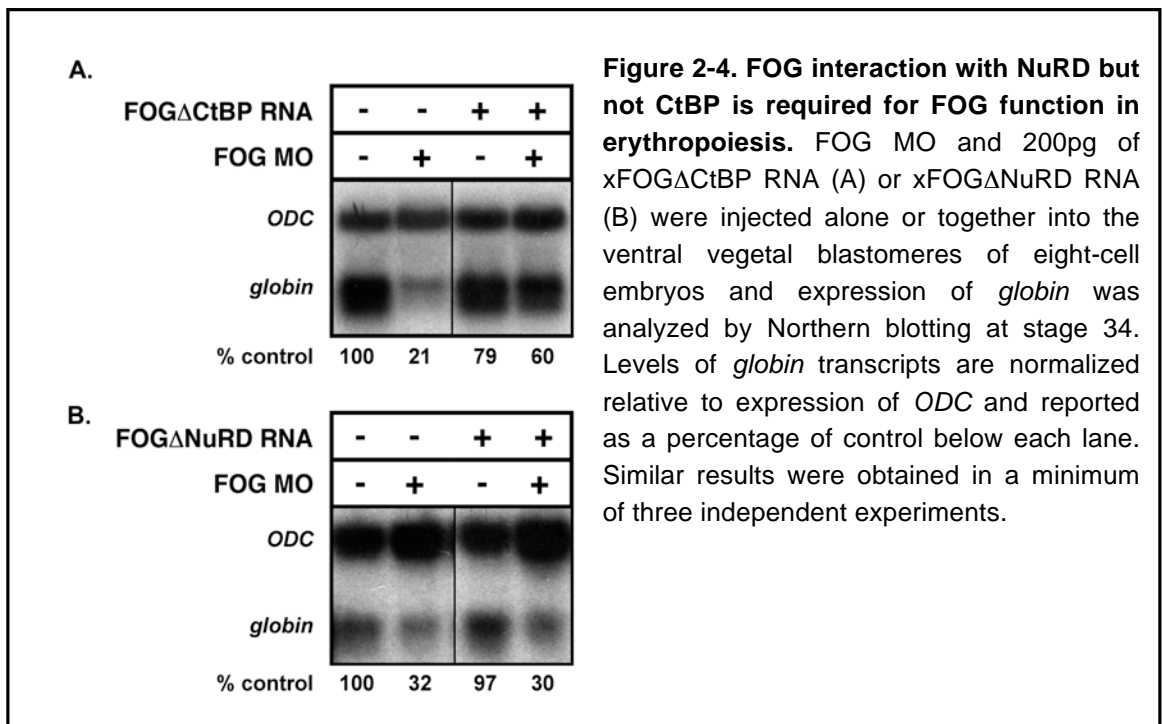 A.
FOGΔCtBP RNA - - + +
FOG MO - + - +
ODC
globin
% control 100 21 79 60
B.
FOGΔNuRD RNA - - + +
FOG MO - + - +
ODC
globin
% control 100 32 97 30
Figure 2-4. FOG interaction with NuRD but
not CtBP is required for FOG function in
erythropoiesis. FOG MO and 200pg of
xFOGΔCtBP RNA (A) or xFOGΔNuRD RNA
(B) were injected alone or together into the
ventral vegetal blastomeres of eight-cell
embryos and expression of globin was
analyzed by Northern blotting at stage 34.
Levels of globin transcripts are normalized
relative to expression of ODC and reported
as a percentage of control below each lane.
Similar results were obtained in a minimum
of three independent experiments.